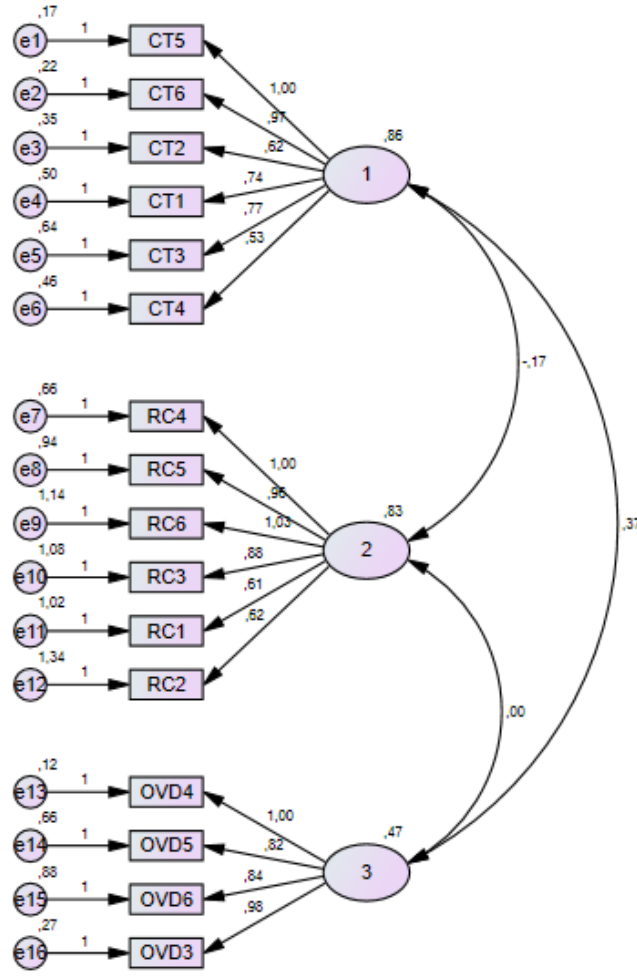 ,17
e1 1 CT5
,22
e2 1 CT6
,35
e3 1 CT2
,50
e4 1 CT1
,64
e5 1 CT3
,46
e6 1 CT4
1,00
,97
,62
,74
,77
,53
,86
1
-,17
,37
,66
e7 1 RC4
,94
e8 1 RC5
1,14
e9 1 RC6
1,08
e10 1 RC3
1,02
e11 1 RC1
1,34
e12 1 RC2
1,00
,96
1,03
,88
,61
,62
,83
2
,00
,12
e13 1 OVD4
,66
e14 1 OVD5
,88
e15 1 OVD6
,27
e16 1 OVD3
1,00
,82
,84
,98
,47
3